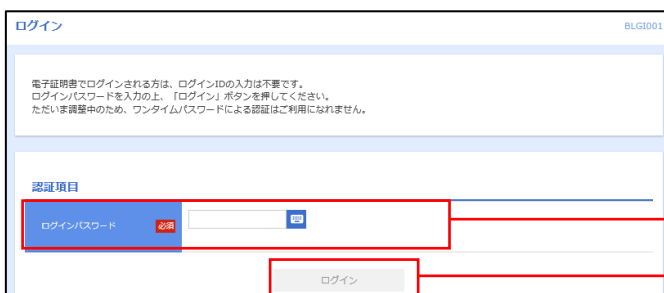 ログイン
BLGI001
電子証明書でログインされる方は、ログインIDの入力は不要です。
ログインパスワードを入力の上、「ログイン」ボタンを押してください。
ただいま調整中のため、ワンタイムパスワードによる認証はご利用になれません。
認証項目
ログインパスワード 必須
ログイン